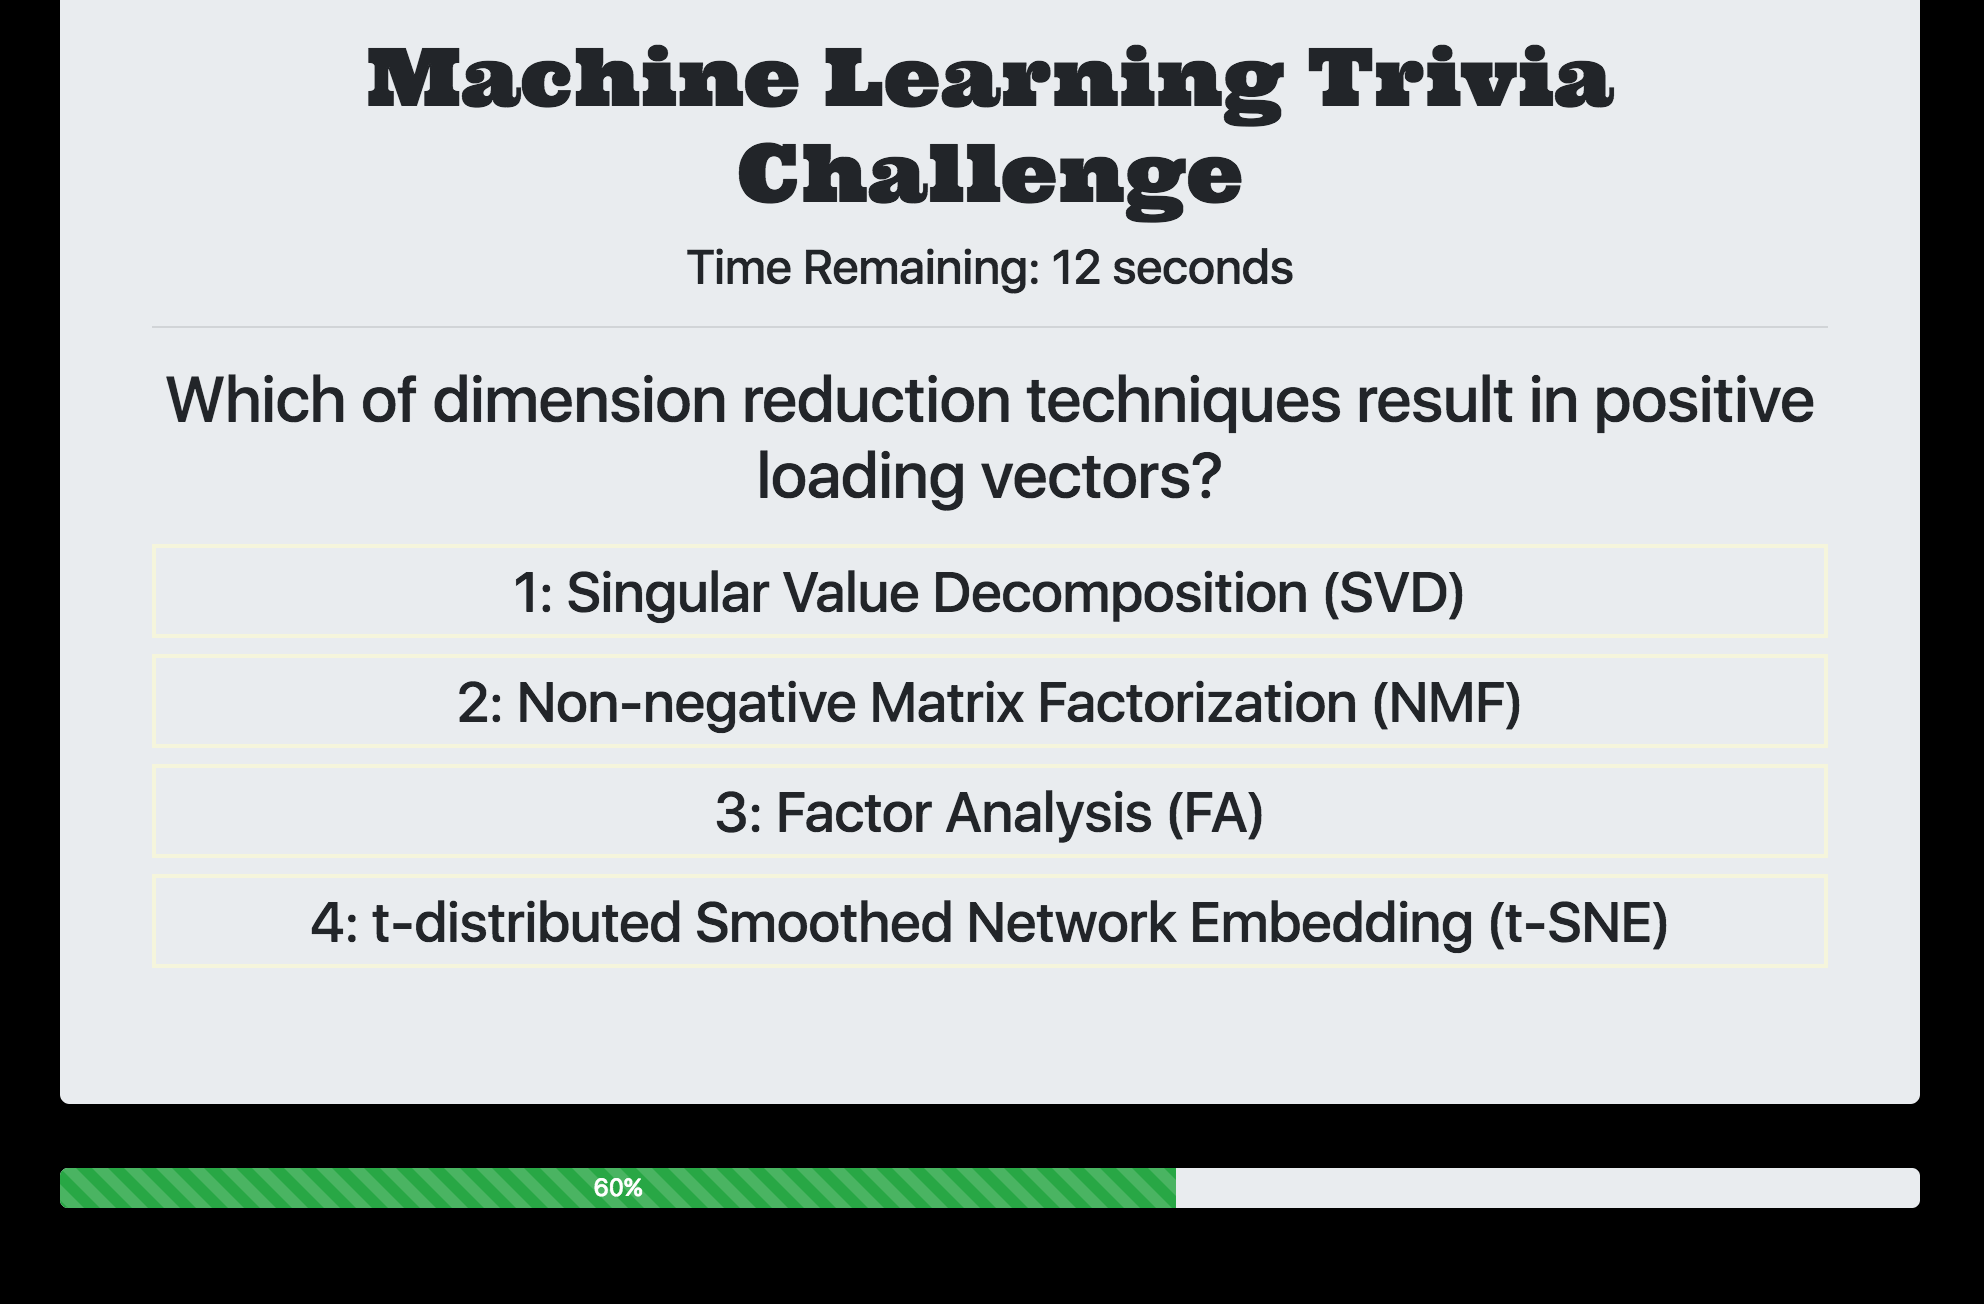 Machine Learning Trivia
Challenge
Time Remaining: 12 seconds
Which of dimension reduction techniques result in positive
loading vectors?
1: Singular Value Decomposition (SVD)
2: Non-negative Matrix Factorization (NMF)
3: Factor Analysis (FA)
4: t-distributed Smoothed Network Embedding (t-SNE)
60%